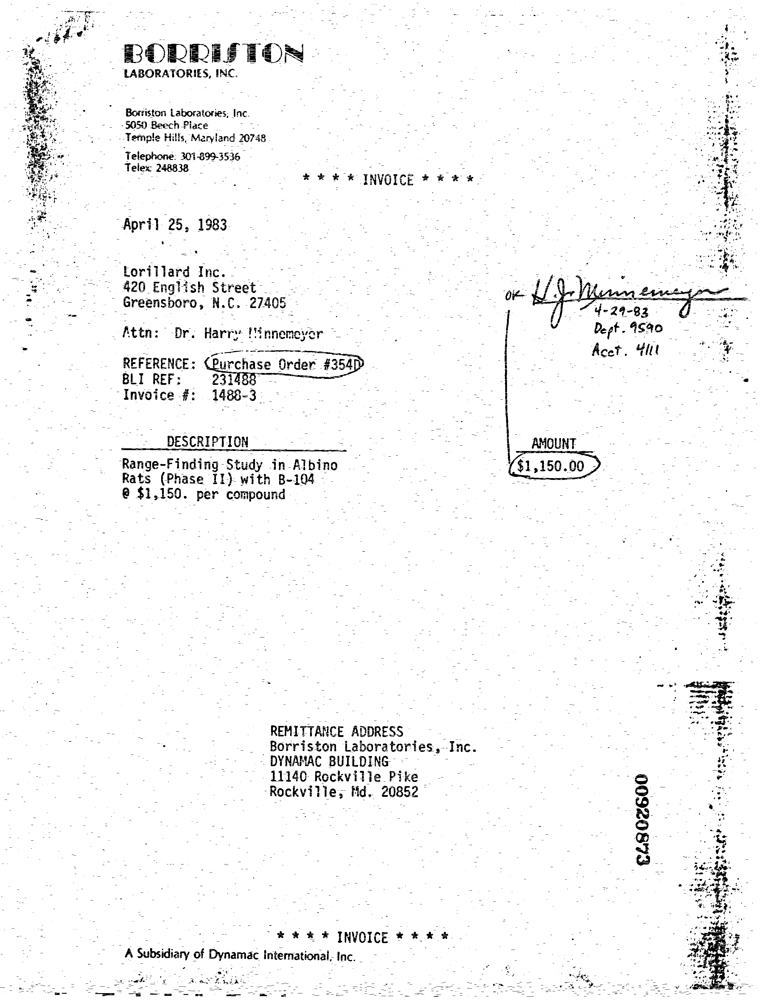 BORRISTON
LABORATORIES, INC.
Borriston Laboratories, Inc.
5050 Beech Place
Temple Hills, Maryland 20748
Telephone: 301-899-3536
Telex: 248838
* * * * INVOICE * * * *
April 25, 1983
Lorillard Inc.
420 English Street
Greensboro, N.C. 27405
OK H.J. Minnemeyer
4-29-83
Dept. 9590
Acct. 4111
Attn: Dr. Harry Minnemeyer
REFERENCE: Purchase Order #354D
BLI REF: 231488
Invoice #: 1488-3
DESCRIPTION AMOUNT
Range-Finding Study in Albino $1,150.00
Rats (Phase II) with B-104
@ $1,150. per compound
REMITTANCE ADDRESS
Borriston Laboratories, Inc.
DYNAMAC BUILDING
11140 Rockville Pike
Rockville, Md. 20852
00920873
* * * * INVOICE * * * *
A Subsidiary of Dynamac International, Inc.